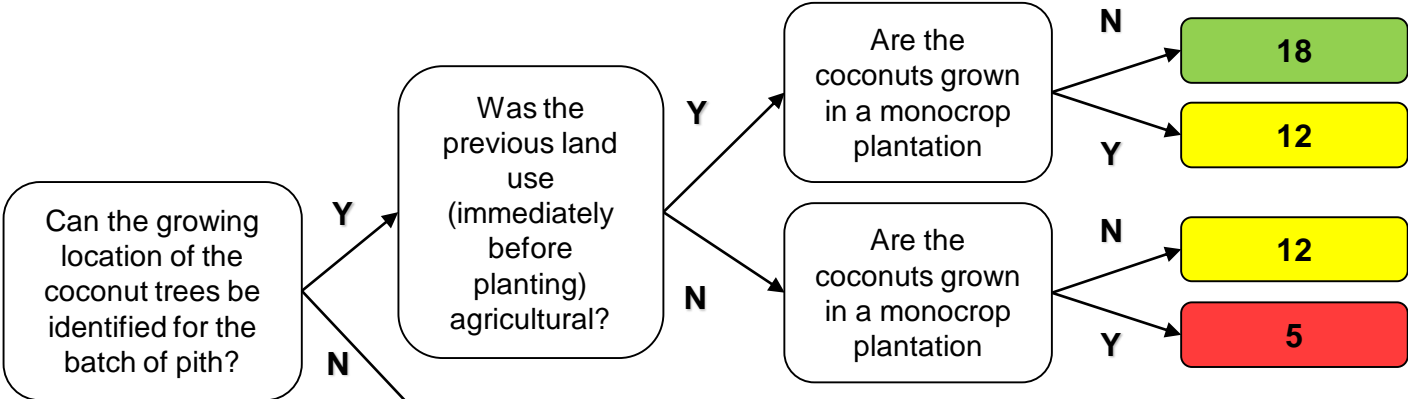 Can the growing
location of the
coconut trees be
identified for the
batch of pith?
Y
N
Was the
previous land
use
(immediately
before
planting)
agricultural?
Y
N
Are the
coconuts grown
in a monocrop
plantation
N
Y
18
12
Are the
coconuts grown
in a monocrop
plantation
N
Y
12
5